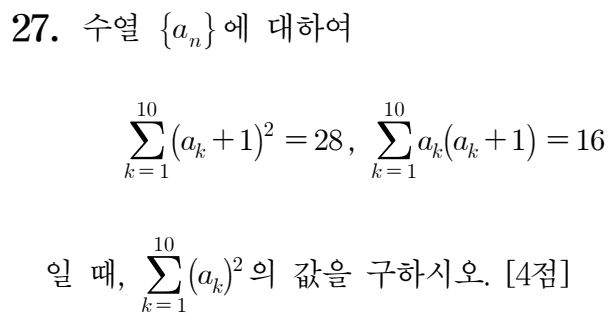 27. 수열 {aₙ}에 대하여
∑_{k=1}^{10}(a_k+1)²=28, ∑_{k=1}^{10}a_k(a_k+1)=16
일 때, ∑_{k=1}^{10}(a_k)²의 값을 구하시오. [4점]